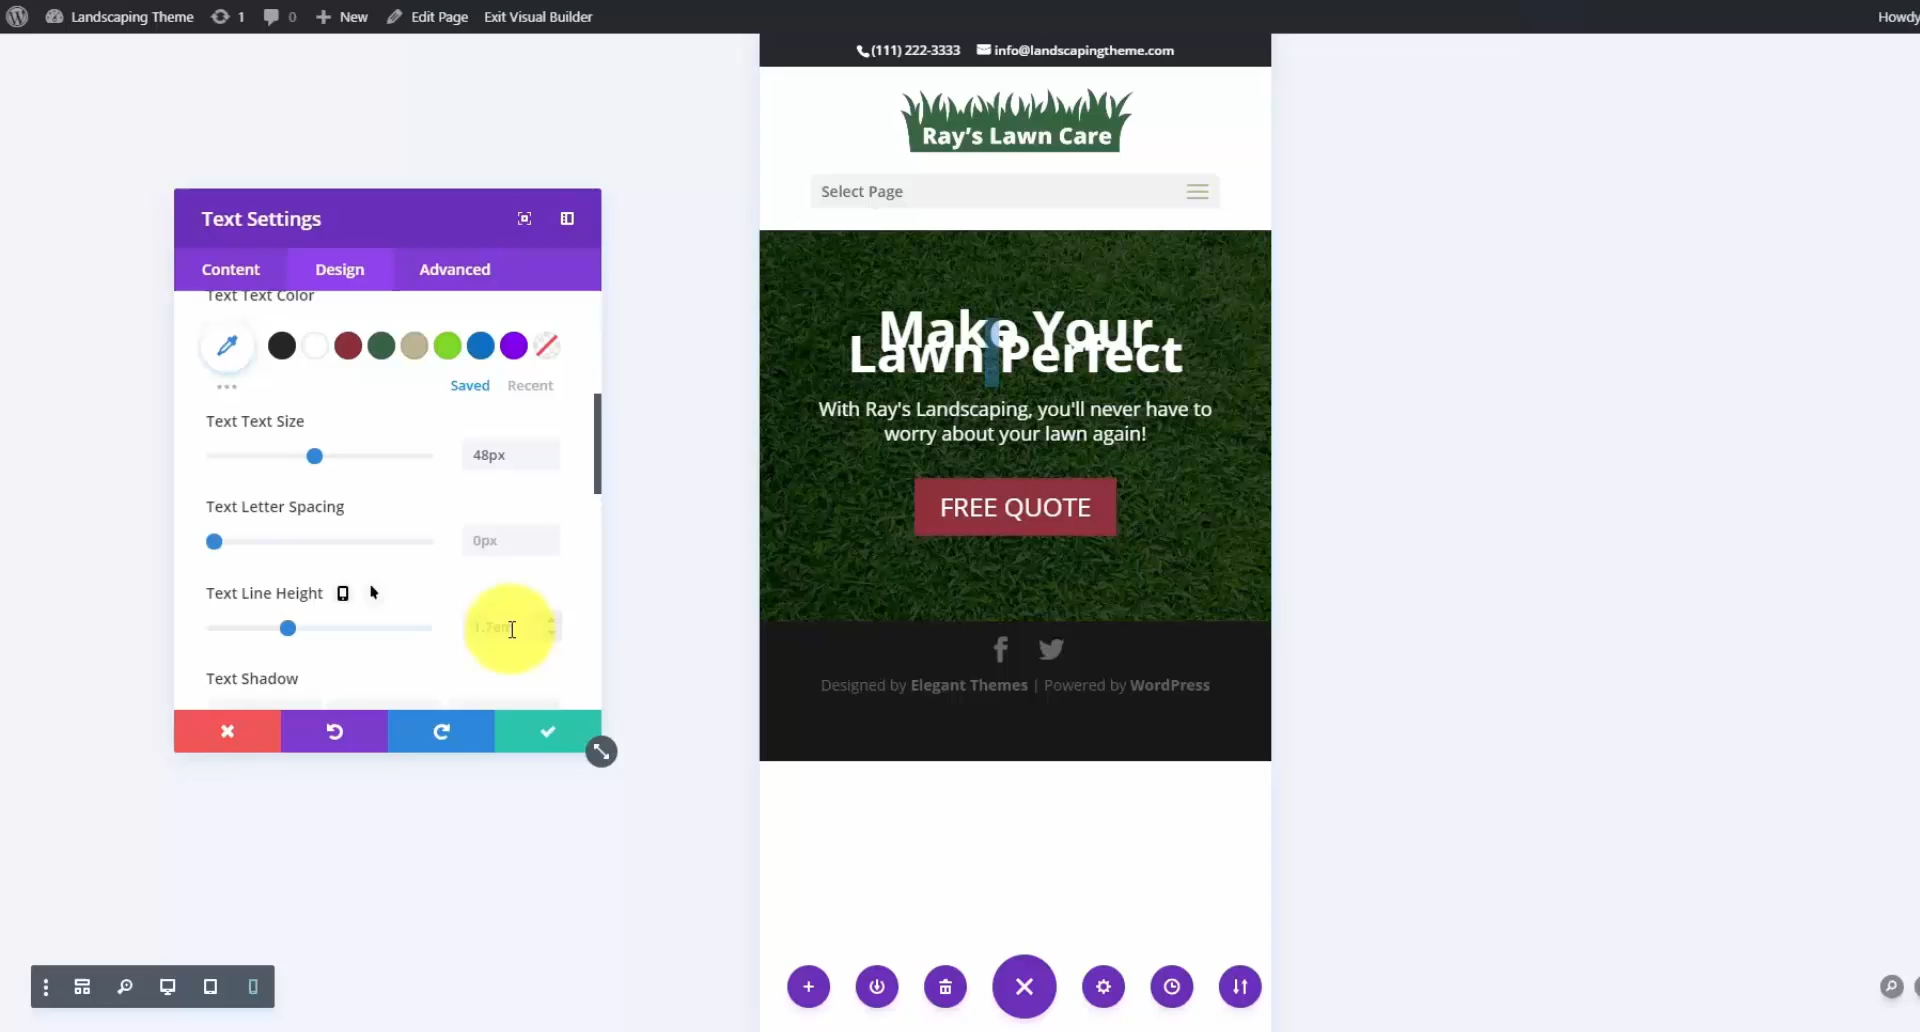 Landscaping Theme 1 0 New Edit Page Exit Visual Builder Howdy
(111) 222-3333 info@landscapingtheme.com
Ray's Lawn Care
Select Page
Text Settings
Content Design Advanced
Text Text Color
Saved Recent
Text Text Size
48px
Text Letter Spacing
0px
Text Line Height
1.7em
Text Shadow
Make Your
Lawn Perfect
With Ray's Landscaping, you'll never have to
worry about your lawn again!
FREE QUOTE
Designed by Elegant Themes | Powered by WordPress